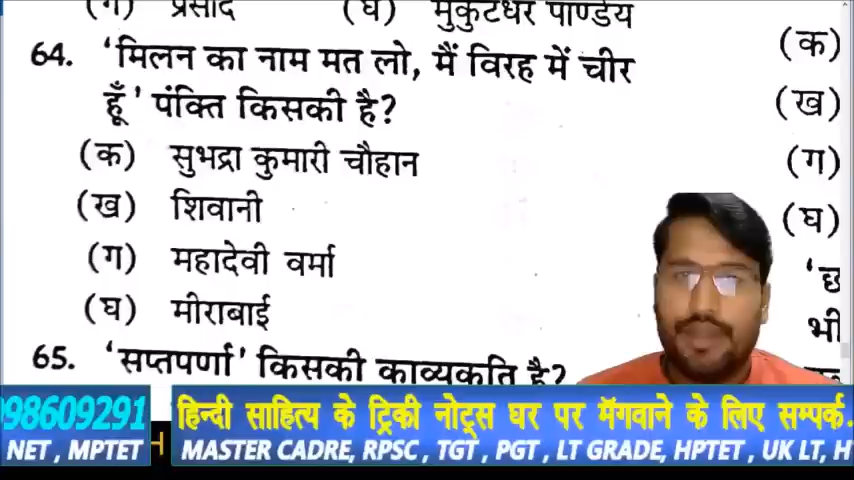 (ग) प्रसाद (घ) मुकुटधर पाण्डेय
64. 'मिलन का नाम मत लो, मैं विरह में चीर
हूँ' पंक्ति किसकी है?
(क) सुभद्रा कुमारी चौहान
(ख) शिवानी
(ग) महादेवी वर्मा
(घ) मीराबाई
65. 'सप्तपर्णा' किसकी काव्यकृति है?
(क)
(ख)
(ग)
(घ)
'छ
भी
98609291
हिन्दी साहित्य के ट्रिकी नोट्स घर पर मँगवाने के लिए सम्पर्क.
NET , MPTET
H
MASTER CADRE, RPSC , TGT , PGT , LT GRADE, HPTET , UK LT, H